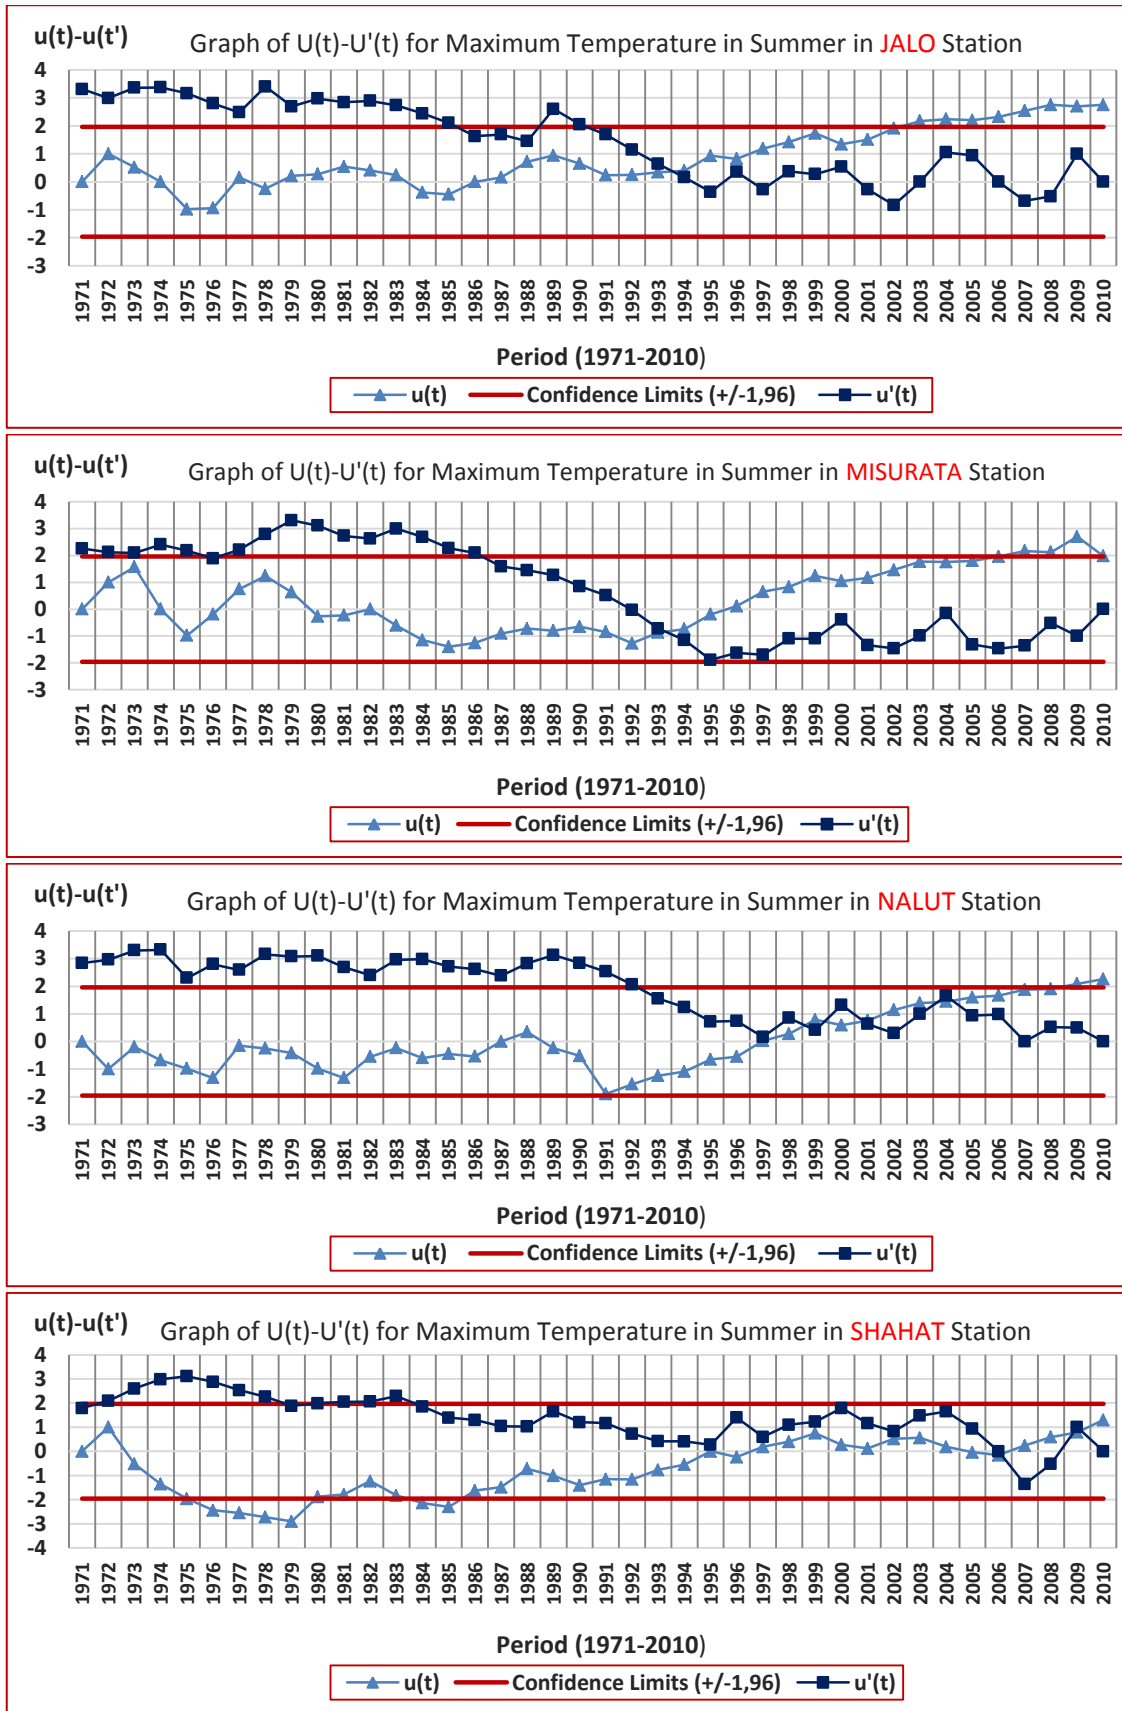 u(t)-u(t')
Graph of U(t)-U'(t) for Maximum Temperature in Summer in JALO Station
4
3
2
1
0
-1
-2
-3
1971 1972 1973 1974 1975 1976 1977 1978 1979 1980 1981 1982 1983 1984 1985 1986 1987 1988 1989 1990 1991 1992 1993 1994 1995 1996 1997 1998 1999 2000 2001 2002 2003 2004 2005 2006 2007 2008 2009 2010
Period (1971-2010)
u(t) Confidence Limits (+/-1,96) u'(t)
u(t)-u(t')
Graph of U(t)-U'(t) for Maximum Temperature in Summer in MISURATA Station
4
3
2
1
0
-1
-2
-3
1971 1972 1973 1974 1975 1976 1977 1978 1979 1980 1981 1982 1983 1984 1985 1986 1987 1988 1989 1990 1991 1992 1993 1994 1995 1996 1997 1998 1999 2000 2001 2002 2003 2004 2005 2006 2007 2008 2009 2010
Period (1971-2010)
u(t) Confidence Limits (+/-1,96) u'(t)
u(t)-u(t')
Graph of U(t)-U'(t) for Maximum Temperature in Summer in NALUT Station
4
3
2
1
0
-1
-2
-3
1971 1972 1973 1974 1975 1976 1977 1978 1979 1980 1981 1982 1983 1984 1985 1986 1987 1988 1989 1990 1991 1992 1993 1994 1995 1996 1997 1998 1999 2000 2001 2002 2003 2004 2005 2006 2007 2008 2009 2010
Period (1971-2010)
u(t) Confidence Limits (+/-1,96) u'(t)
u(t)-u(t')
Graph of U(t)-U'(t) for Maximum Temperature in Summer in SHAHAT Station
4
3
2
1
0
-1
-2
-3
-4
1971 1972 1973 1974 1975 1976 1977 1978 1979 1980 1981 1982 1983 1984 1985 1986 1987 1988 1989 1990 1991 1992 1993 1994 1995 1996 1997 1998 1999 2000 2001 2002 2003 2004 2005 2006 2007 2008 2009 2010
Period (1971-2010)
u(t) Confidence Limits (+/-1,96) u'(t)